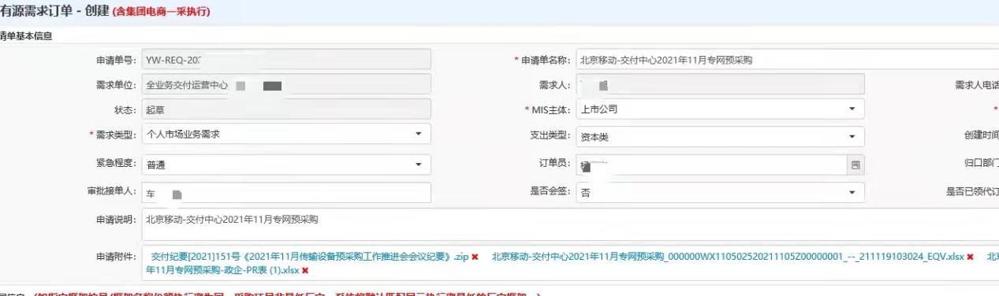 有源需求订单 - 创建 (含集团电商一采执行)
请单基本信息
申请单号: YW-REQ-202 * 申请单名称: 北京移动-交付中心2021年11月专网预采购
需求单位: 全业务交付运营中心 需求人: 需求人电话
状态: 起草 * MIS主体: 上市公司 *
* 需求类型: 个人市场业务需求 支出类型: 资本类 创建时间
紧急程度: 普通 订单员: 归口部门
审批接单人: 车 是否会签: 否 是否已领代订
申请说明: 北京移动-交付中心2021年11月专网预采购
申请附件: 交付纪要[2021]151号《2021年11月传输设备预采购工作推进会会议纪要》.zip ✖ 北京移动-交付中心2021年11月专网预采购_000000WX110502520211105Z00000001_--_211119103024_EQV.xlsx ✖ 北京
年11月专网预采购-政企-PR表 (1).xlsx ✖